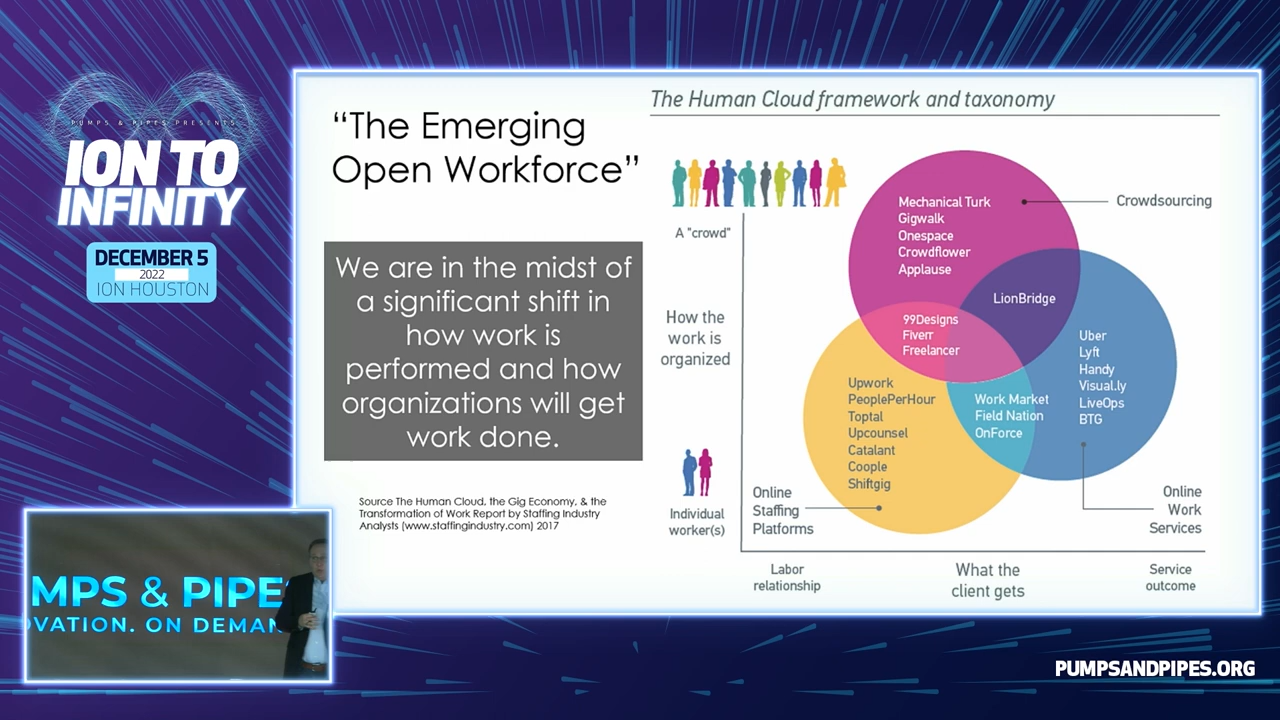 PUMPS & PIPES PRESENTS
ION TO
INFINITY
DECEMBER 5
2022
ION HOUSTON
“The Emerging
Open Workforce”
We are in the midst of
a significant shift in
how work is
performed and how
organizations will get
work done.
Source The Human Cloud, the Gig Economy, & the
Transformation of Work Report by Staffing Industry
Analysts (www.staffingindustry.com) 2017
The Human Cloud framework and taxonomy
A "crowd"
How the
work is
organized
Individual
worker(s)
Mechanical Turk
Gigwalk
Onespace
Crowdflower
Applause
Crowdsourcing
LionBridge
99Designs
Fiverr
Freelancer
Uber
Lyft
Handy
Visual.ly
LiveOps
BTG
Upwork
PeoplePerHour
Toptal
Upcounsel
Catalant
Coople
Shiftgig
Work Market
Field Nation
OnForce
Online
Staffing
Platforms
Online
Work
Services
Labor
relationship
What the
client gets
Service
outcome
MPS & PIPE
VATION. ON DEMAN
PUMPSANDPIPES.ORG